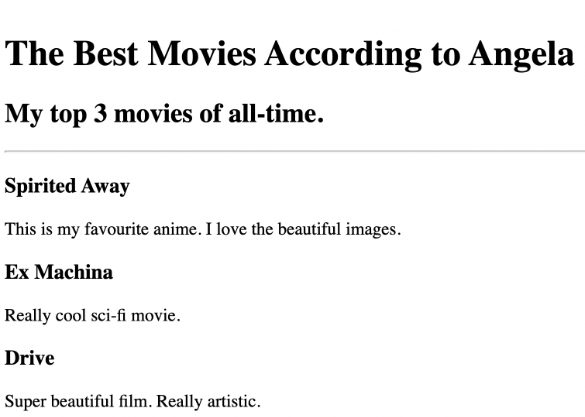 The Best Movies According to Angela
My top 3 movies of all-time.
Spirited Away
This is my favourite anime. I love the beautiful images.
Ex Machina
Really cool sci-fi movie.
Drive
Super beautiful film. Really artistic.